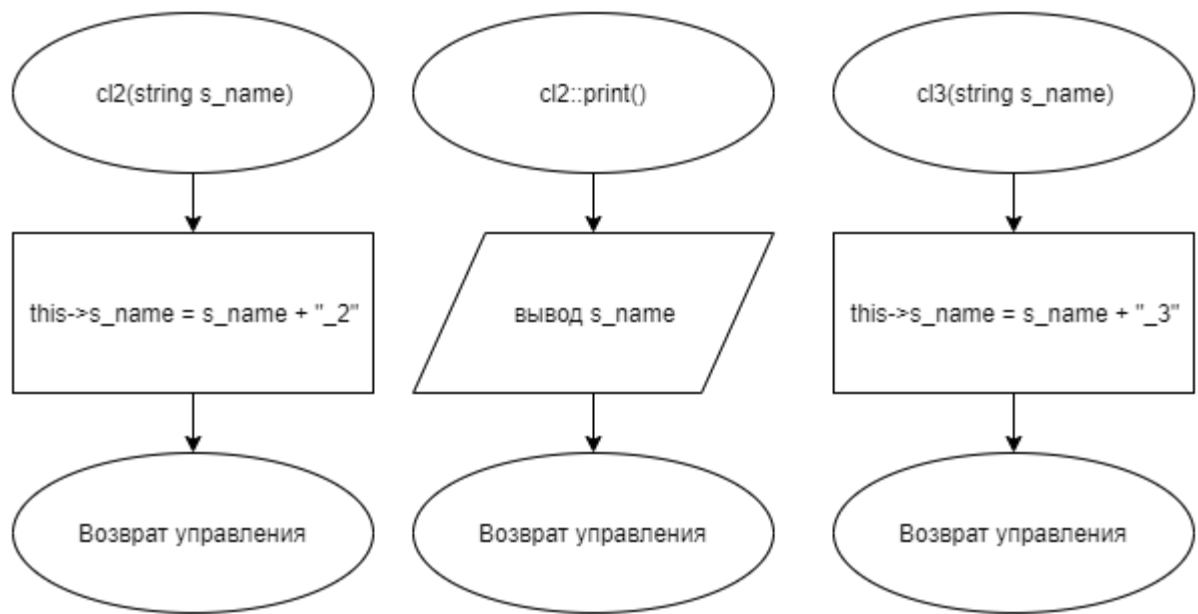 cl2(string s_name)
cl2::print()
cl3(string s_name)
this->s_name = s_name + "_2"
вывод s_name
this->s_name = s_name + "_3"
Возврат управления
Возврат управления
Возврат управления